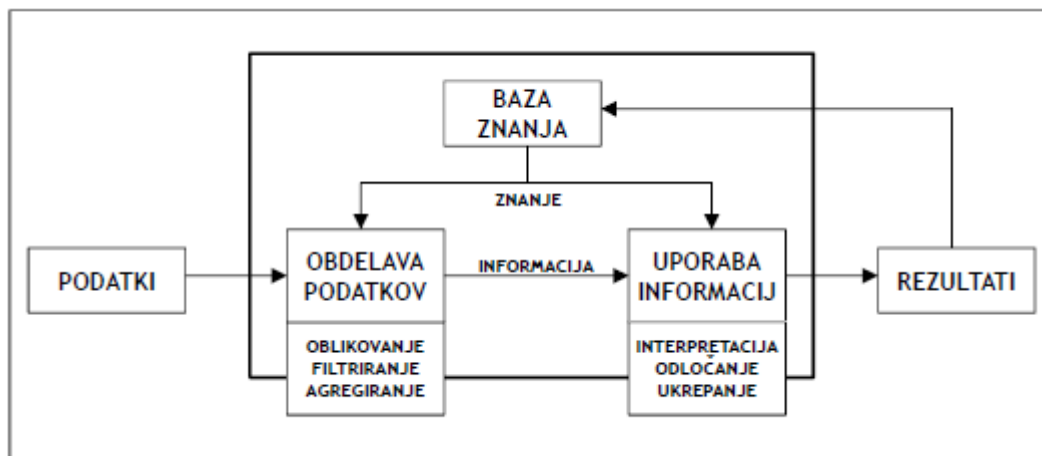 BAZA
ZNANJA
ZNANJE
PODATKI
OBDELAVA
PODATKOV
INFORMACIJA
UPORABA
INFORMACIJ
REZULTATI
OBLIKOVANJE
FILTRIRANJE
AGREGIRANJE
INTERPRETACIJA
ODLOČANJE
UKREPANJE